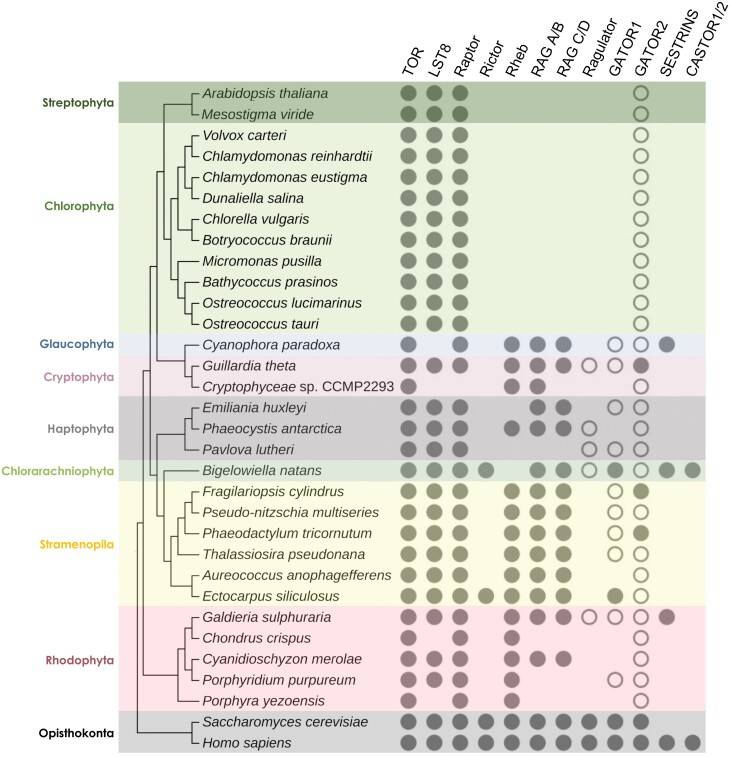 TOR LST8 Raptor Rictor Rheb RAG A/B RAG C/D Ragulator GATOR1 GATOR2 SESTRINS CASTOR1/2
Streptophyta
Arabidopsis thaliana
Mesostigma viride
Chlorophyta
Volvox carteri
Chlamydomonas reinhardtii
Chlamydomonas eustigma
Dunaliella salina
Chlorella vulgaris
Botryococcus braunii
Micromonas pusilla
Bathycoccus prasinos
Ostreococcus lucimarinus
Ostreococcus tauri
Glaucophyta Cyanophora paradoxa
Cryptophyta
Guillardia theta
Cryptophyceae sp. CCMP2293
Haptophyta
Emiliania huxleyi
Phaeocystis antarctica
Pavlova lutheri
Chlorarachniophyta Bigelowiella natans
Stramenopila
Fragilariopsis cylindrus
Pseudo-nitzschia multiseries
Phaeodactylum tricornutum
Thalassiosira pseudonana
Aureococcus anophagefferens
Ectocarpus siliculosus
Rhodophyta
Galdieria sulphuraria
Chondrus crispus
Cyanidioschyzon merolae
Porphyridium purpureum
Porphyra yezoensis
Opisthokonta
Saccharomyces cerevisiae
Homo sapiens